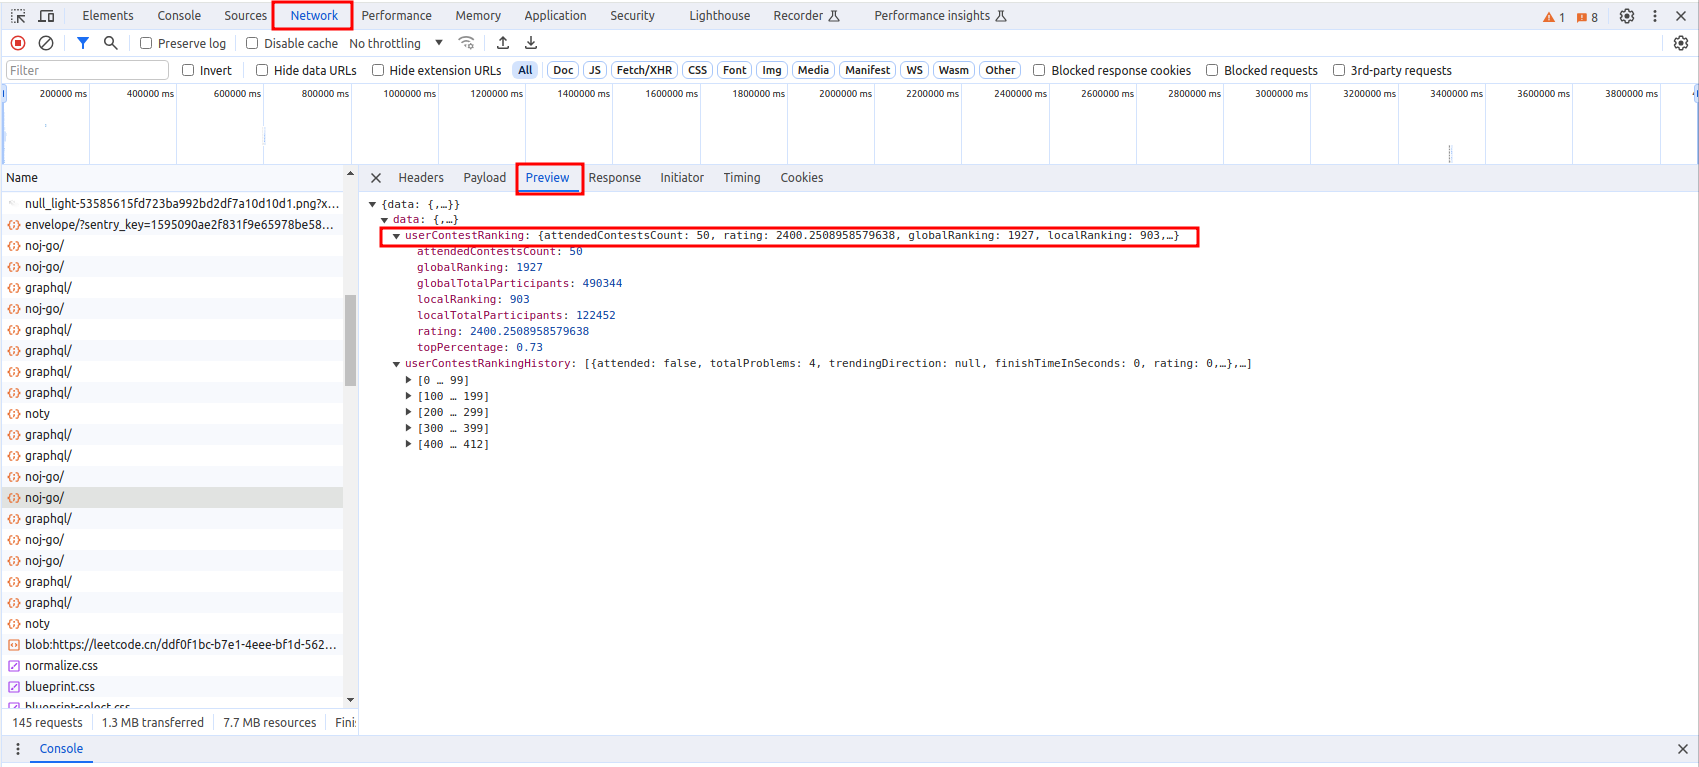 Elements Console Sources Network Performance Memory Application Security Lighthouse Recorder Performance insights 1 8
Preserve log Disable cache No throttling
Filter Invert Hide data URLs Hide extension URLs All Doc JS Fetch/XHR CSS Font Img Media Manifest WS Wasm Other Blocked response cookies Blocked requests 3rd-party requests
200000 ms 400000 ms 600000 ms 800000 ms 1000000 ms 1200000 ms 1400000 ms 1600000 ms 1800000 ms 2000000 ms 2200000 ms 2400000 ms 2600000 ms 2800000 ms 3000000 ms 3200000 ms 3400000 ms 3600000 ms 3800000 ms
Name
null_light-53585615fd723ba992bd2df7a10d10d1.png?x...
envelope/?sentry_key=1595090ae2f831f9e65978be58...
noj-go/
noj-go/
graphql/
noj-go/
graphql/
graphql/
graphql/
graphql/
noty
graphql/
graphql/
noj-go/
noj-go/
graphql/
noj-go/
noj-go/
graphql/
graphql/
noty
blob:https://leetcode.cn/ddf0f1bc-b7e1-4eee-bf1d-562...
normalize.css
blueprint.css
blueprint-select.css
145 requests 1.3 MB transferred 7.7 MB resources Finis
Headers Payload Preview Response Initiator Timing Cookies
{data: {,…}}
data: {,…}
userContestRanking: {attendedContestsCount: 50, rating: 2400.2508958579638, globalRanking: 1927, localRanking: 903,…}
attendedContestsCount: 50
globalRanking: 1927
globalTotalParticipants: 490344
localRanking: 903
localTotalParticipants: 122452
rating: 2400.2508958579638
topPercentage: 0.73
userContestRankingHistory: [{attended: false, totalProblems: 4, trendingDirection: null, finishTimeInSeconds: 0, rating: 0,…},…]
[0 … 99]
[100 … 199]
[200 … 299]
[300 … 399]
[400 … 412]
Console